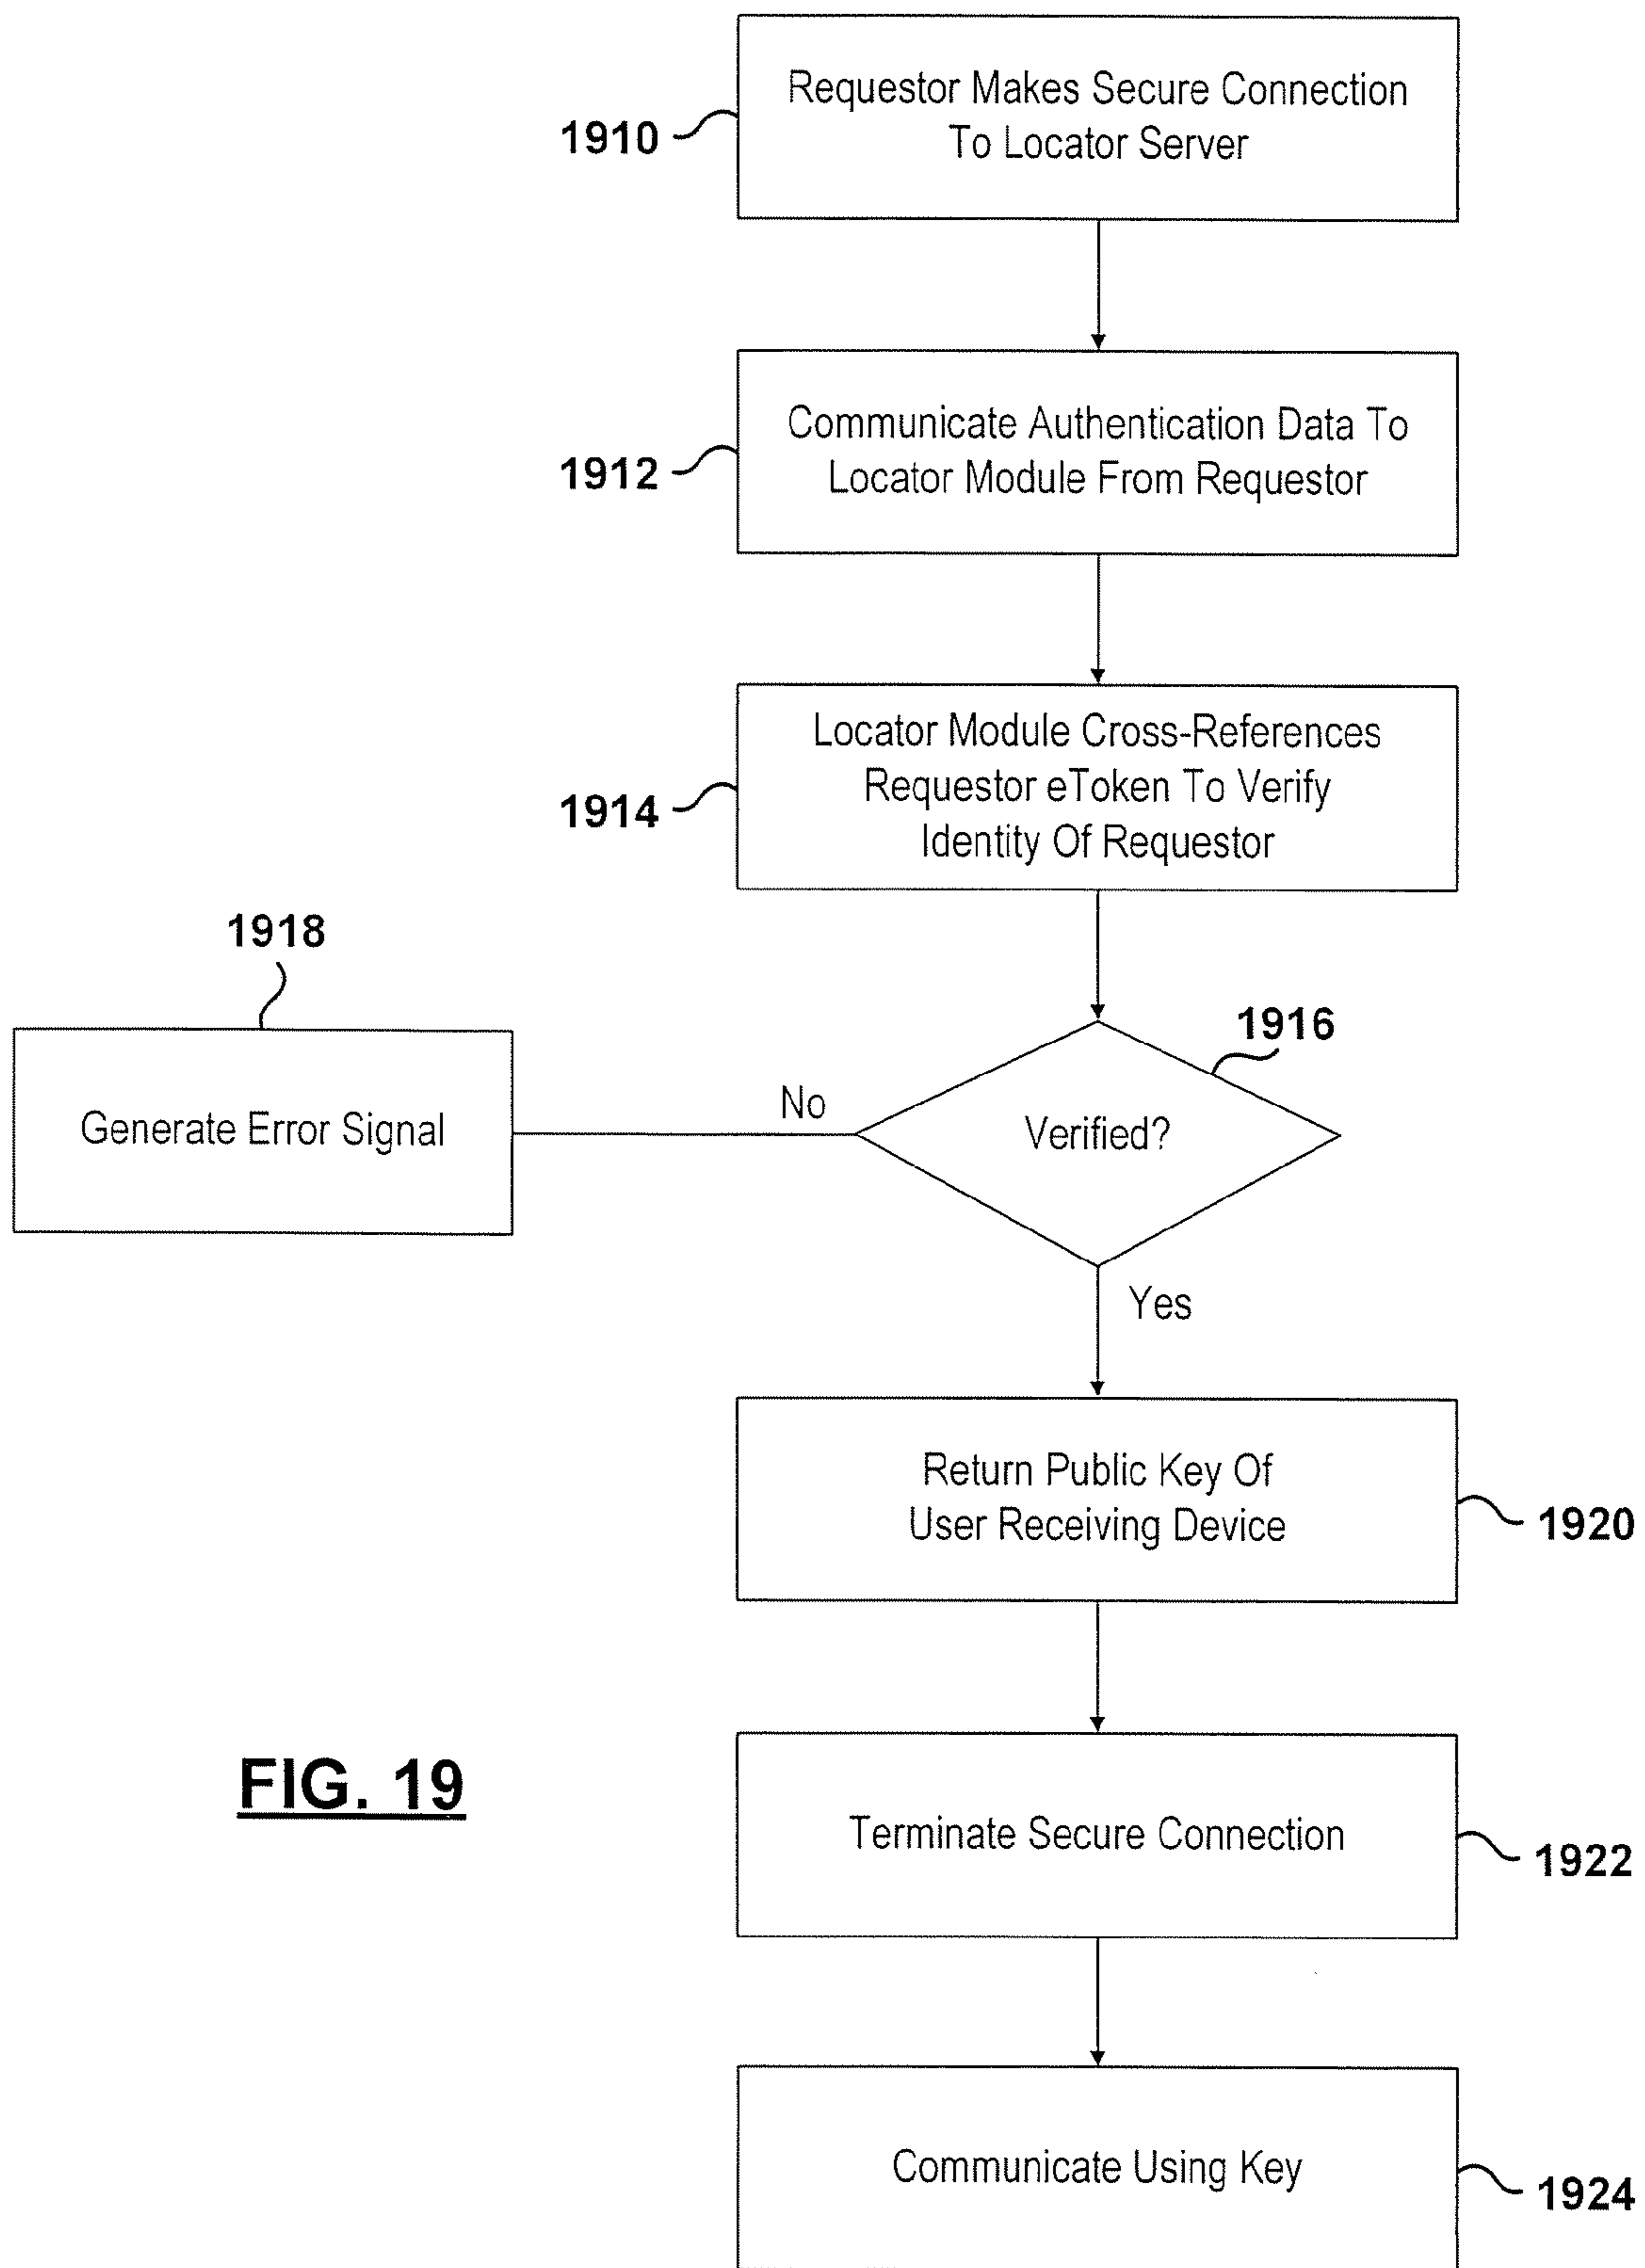 Requestor Makes Secure Connection
To Locator Server
1910
Communicate Authentication Data To
Locator Module From Requestor
1912
Locator Module Cross-References
Requestor eToken To Verify
Identity Of Requestor
1914
1918
1916
Generate Error Signal
No
Verified?
Yes
Return Public Key Of
User Receiving Device
1920
FIG. 19
Terminate Secure Connection
1922
Communicate Using Key
1924